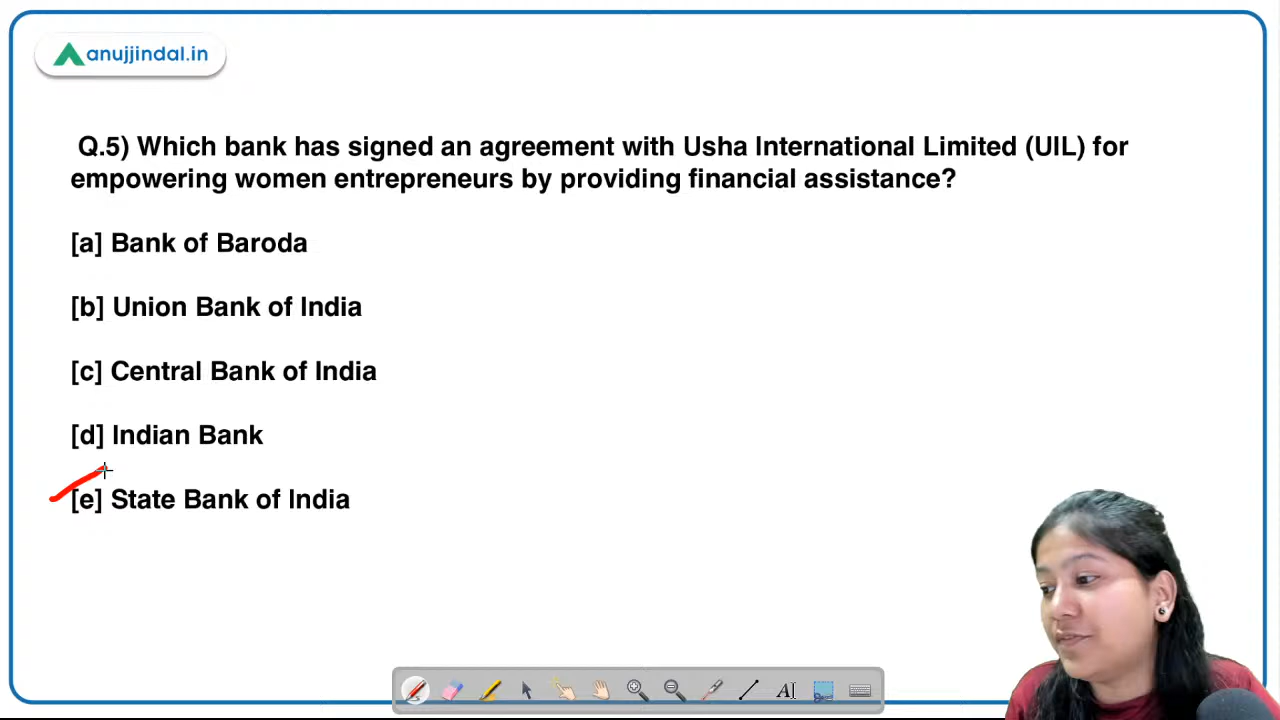 anujjindal.in
Q.5) Which bank has signed an agreement with Usha International Limited (UIL) for
empowering women entrepreneurs by providing financial assistance?
[a] Bank of Baroda
[b] Union Bank of India
[c] Central Bank of India
[d] Indian Bank
[e] State Bank of India
A